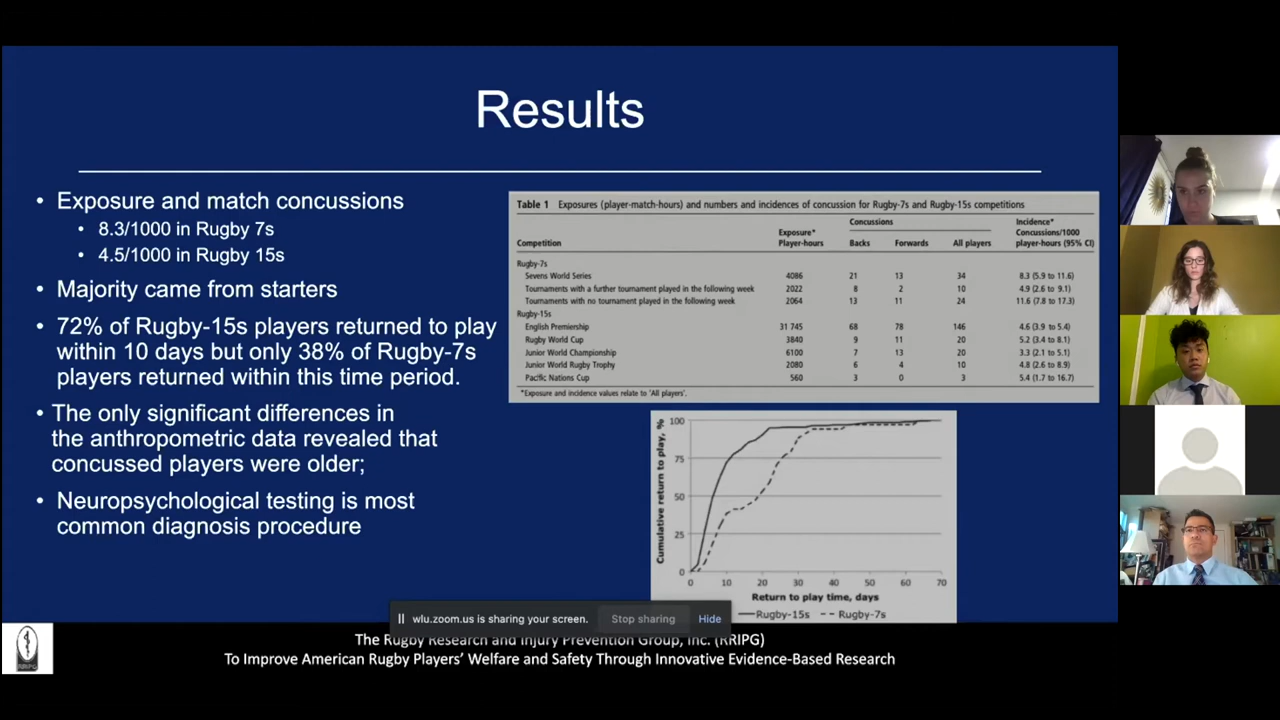 Results
• Exposure and match concussions
• 8.3/1000 in Rugby 7s
• 4.5/1000 in Rugby 15s
• Majority came from starters
• 72% of Rugby-15s players returned to play
within 10 days but only 38% of Rugby-7s
players returned within this time period.
• The only significant differences in
the anthropometric data revealed that
concussed players were older;
• Neuropsychological testing is most
common diagnosis procedure
Table 1 Exposures (player-match-hours) and numbers and incidences of concussion for Rugby-7s and Rugby-15s competitions
Concussions Incidence*
Exposure* Concussions/1000
Competition Player-hours Backs Forwards All players player-hours (95% CI)
Rugby-7s
Sevens World Series 4086 21 13 34 8.3 (5.9 to 11.6)
Tournaments with a further tournament played in the following week 2022 8 2 10 4.9 (2.6 to 9.1)
Tournaments with no tournament played in the following week 2064 13 11 24 11.6 (7.8 to 17.3)
Rugby-15s
English Premiership 31 745 68 78 146 4.6 (3.9 to 5.4)
Rugby World Cup 3840 9 11 20 5.2 (3.4 to 8.1)
Junior World Championship 6100 7 13 20 3.3 (2.1 to 5.1)
Junior World Rugby Trophy 2080 6 4 10 4.8 (2.6 to 8.9)
Pacific Nations Cup 560 3 0 3 5.4 (1.7 to 16.7)
*Exposure and incidence values relate to 'All players'.
Cumulative return to play, %
100
75
50
25
0
0 10 20 30 40 50 60 70
Return to play time, days
Rugby-15s Rugby-7s
wlu.zoom.us is sharing your screen. Stop sharing Hide
The Rugby Research and Injury Prevention Group, Inc. (RRIPG)
To Improve American Rugby Players' Welfare and Safety Through Innovative Evidence-Based Research
RRIPG